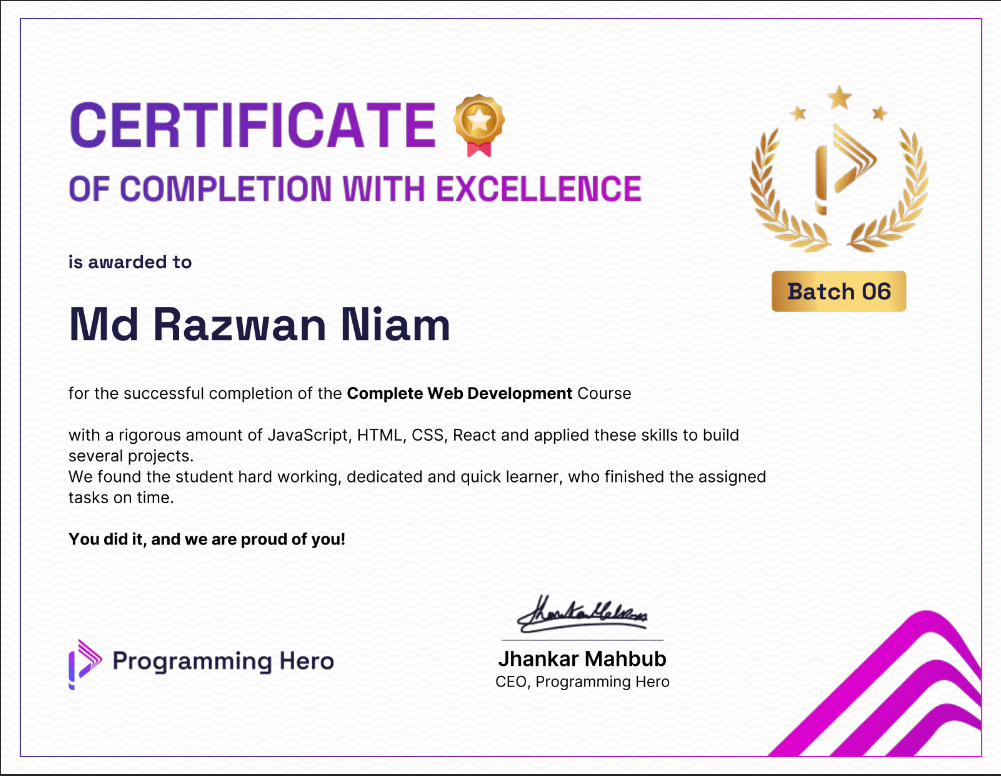 CERTIFICATE
OF COMPLETION WITH EXCELLENCE
is awarded to
Batch 06
Md Razwan Niam
for the successful completion of the Complete Web Development Course
with a rigorous amount of JavaScript, HTML, CSS, React and applied these skills to build
several projects.
We found the student hard working, dedicated and quick learner, who finished the assigned
tasks on time.
You did it, and we are proud of you!
Programming Hero
Jhankar Mahbub
CEO, Programming Hero